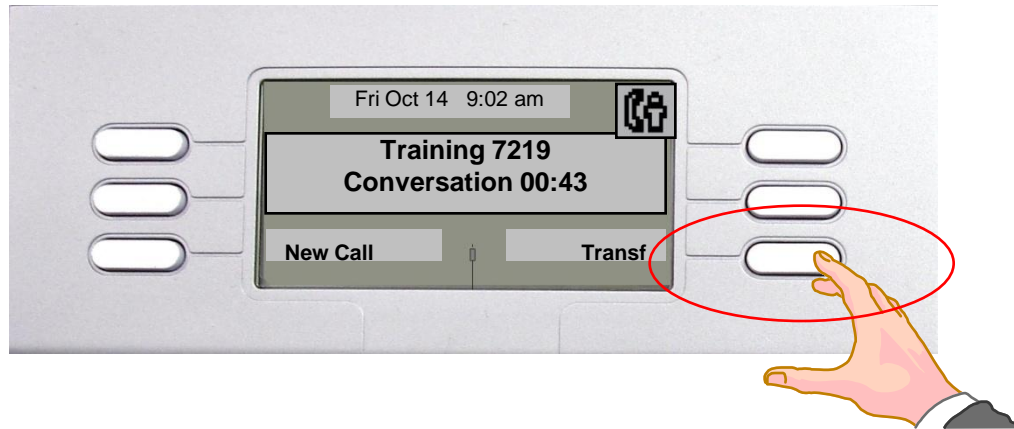 Fri Oct 14 9:02 am
Training 7219
Conversation 00:43
New Call Transf